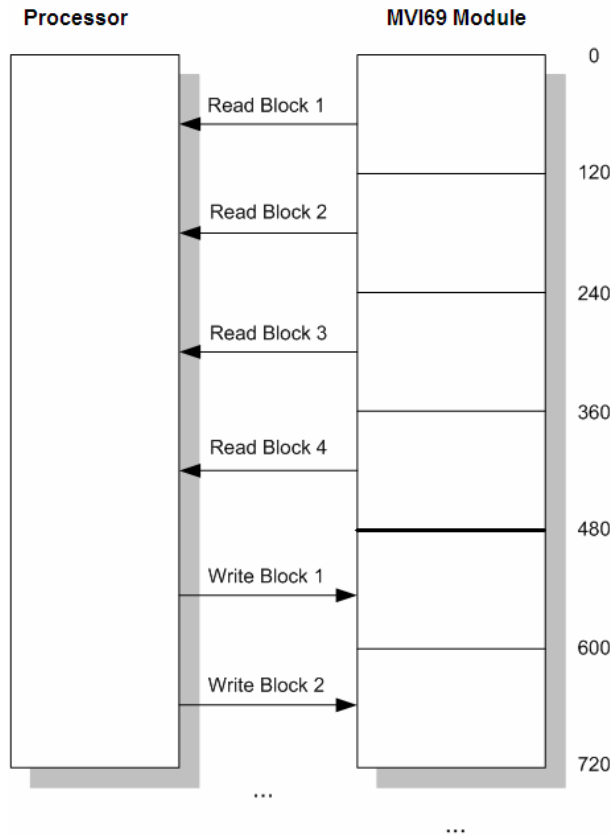 Processor
MVI69 Module
0
Read Block 1
120
Read Block 2
240
Read Block 3
360
Read Block 4
480
Write Block 1
600
Write Block 2
720
...
...